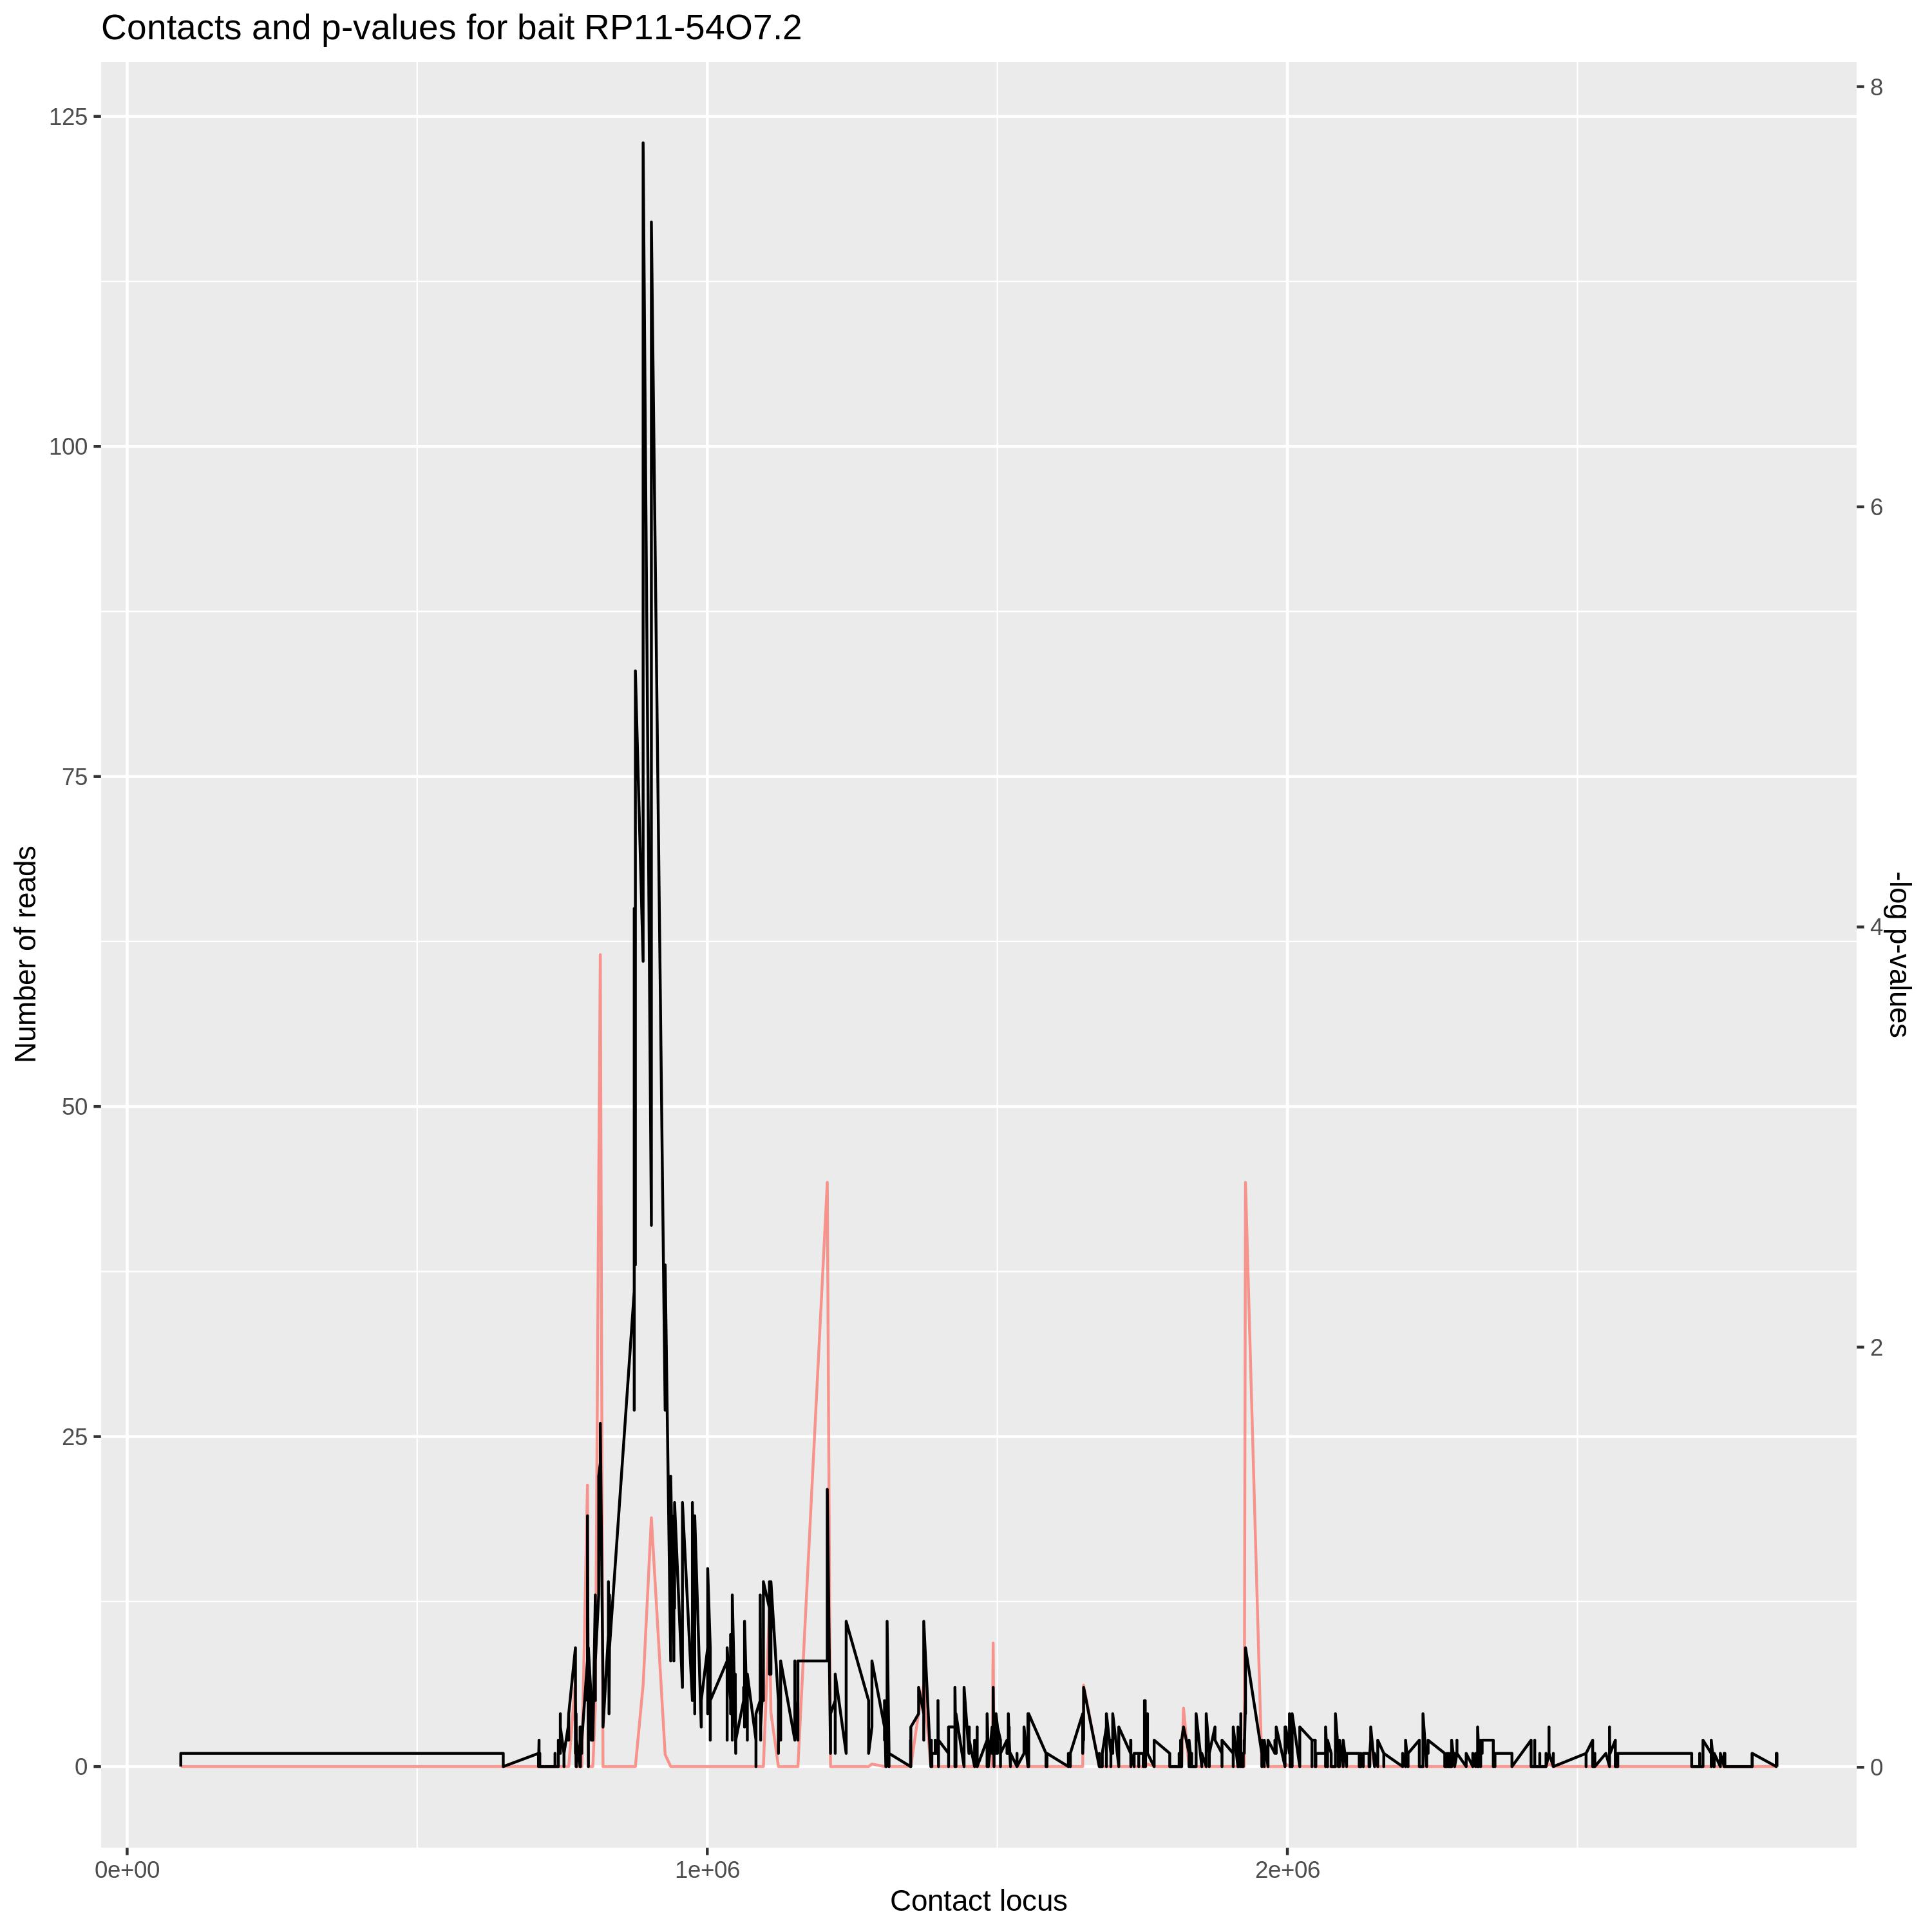 Contacts and p-values for bait RP11-54O7.2
125
100
75
50
25
0
Number of reads
8
6
4
2
0
-log p-values
0e+00
1e+06
2e+06
Contact locus